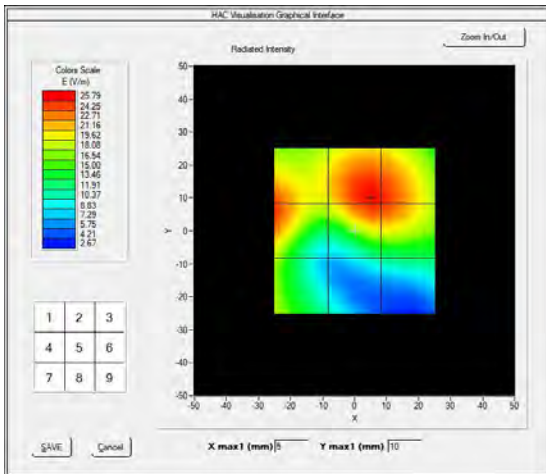 HAC Visualisation Graphical Interface
Zoom In/Out
Radiated Intensity
Colors Scale
E (V/m)
25.79
24.25
22.71
21.16
19.62
18.08
16.54
15.00
13.46
11.91
10.37
8.83
7.29
5.75
4.21
2.67
50
40
30
20
10
0
-10
-20
-30
-40
-50
Y
-50 -40 -30 -20 -10 0 10 20 30 40 50
X
1 2 3
4 5 6
7 8 9
SAVE
Cancel
X max1 (mm) 5 Y max1 (mm) 10